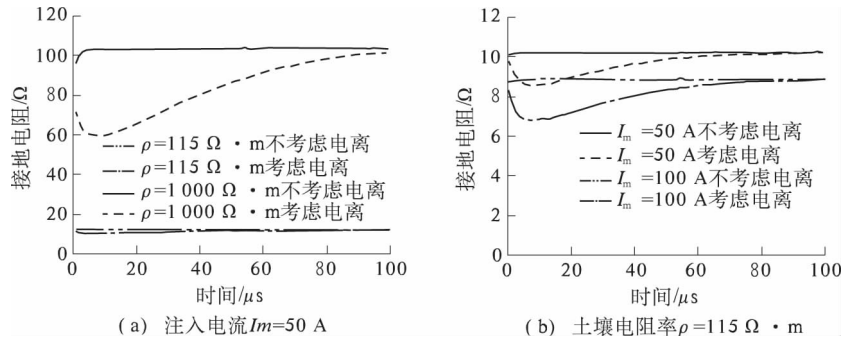 120
100
80
60
40
20
0
接地电阻/Ω
ρ=115 Ω · m不考虑电离
ρ=115 Ω · m考虑电离
ρ=1 000 Ω · m不考虑电离
ρ=1 000 Ω · m考虑电离
0 20 40 60 80 100
时间/μs
(a) 注入电流Im=50 A
12
10
8
6
4
2
0
接地电阻/Ω
Im =50 A不考虑电离
Im =50 A考虑电离
Im =100 A不考虑电离
Im =100 A考虑电离
0 20 40 60 80 100
时间/μs
(b) 土壤电阻率ρ=115 Ω · m